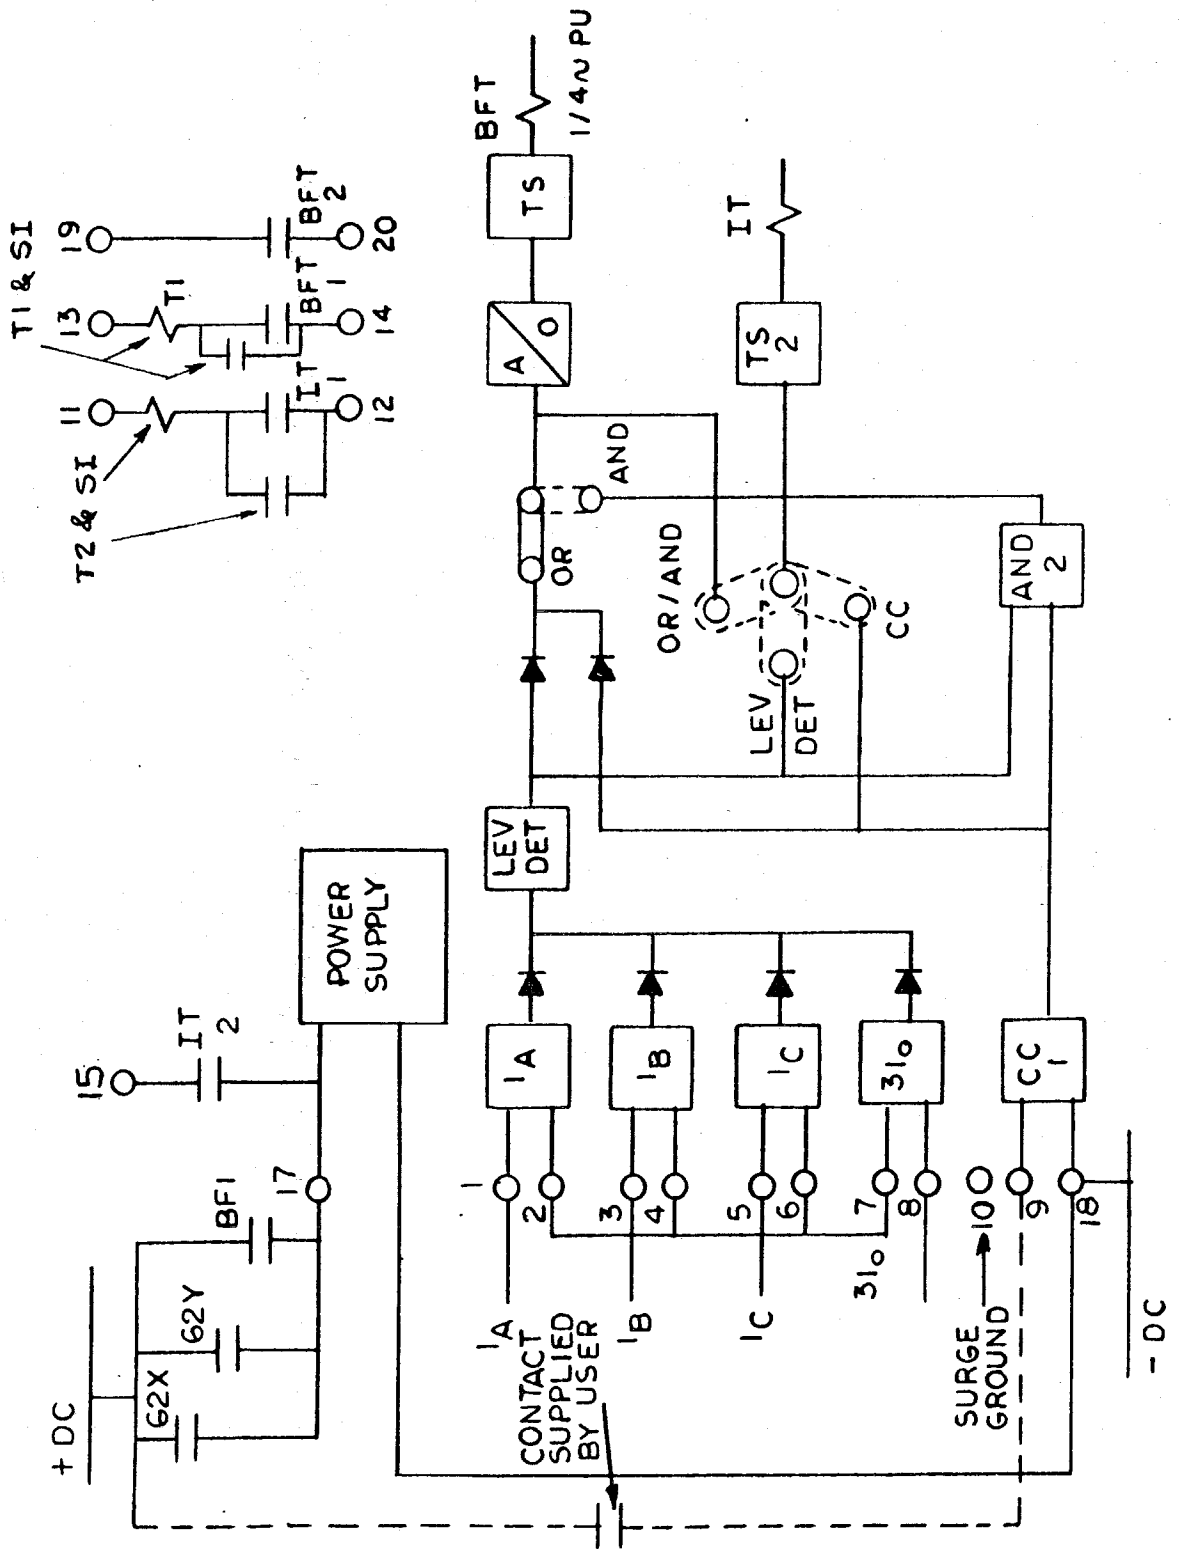 + DC
62X
62Y
BFI
17
15
IT
2
POWER
SUPPLY
T2 & SI
T1 & SI
11
13
19
T1
IT
1
BFT
1
BFT
2
12
14
20
CONTACT
SUPPLIED
BY USER
IA
1
2
IA
LEV
DET
OR
AND
A
O
TS
BFT
1/4~PU
IB
3
4
IB
IC
5
6
IC
3IO
7
8
3IO
OR/AND
LEV
DET
CC
TS
2
IT
SURGE
GROUND
10
9
18
CC
1
AND
2
- DC